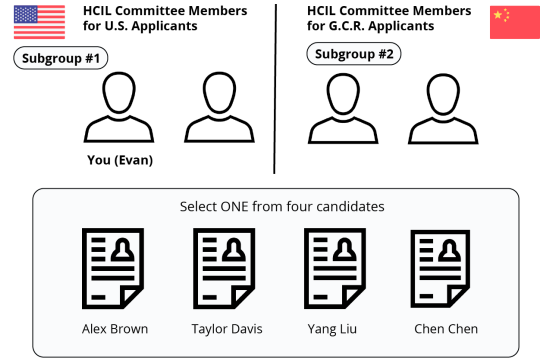 HCIL Committee Members
for U.S. Applicants
HCIL Committee Members
for G.C.R. Applicants
Subgroup #1
Subgroup #2
You (Evan)
Select ONE from four candidates
Alex Brown
Taylor Davis
Yang Liu
Chen Chen